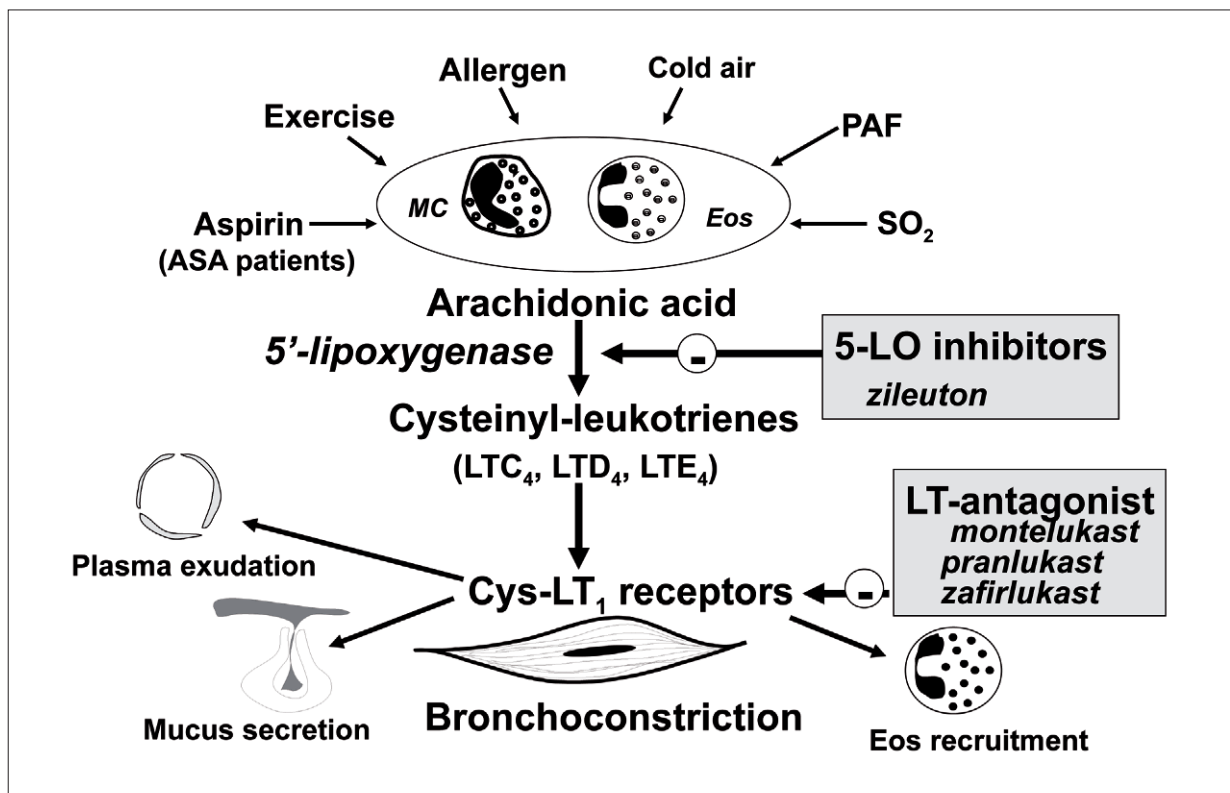 Allergen
Cold air
Exercise
PAF
MC
Eos
Aspirin
(ASA patients)
SO₂
Arachidonic acid
5'-lipoxygenase
-
5-LO inhibitors
zileuton
Cysteinyl-leukotrienes
(LTC₄, LTD₄, LTE₄)
LT-antagonist
montelukast
pranlukast
zafirlukast
-
Plasma exudation
Cys-LT₁ receptors
Mucus secretion
Bronchoconstriction
Eos recruitment